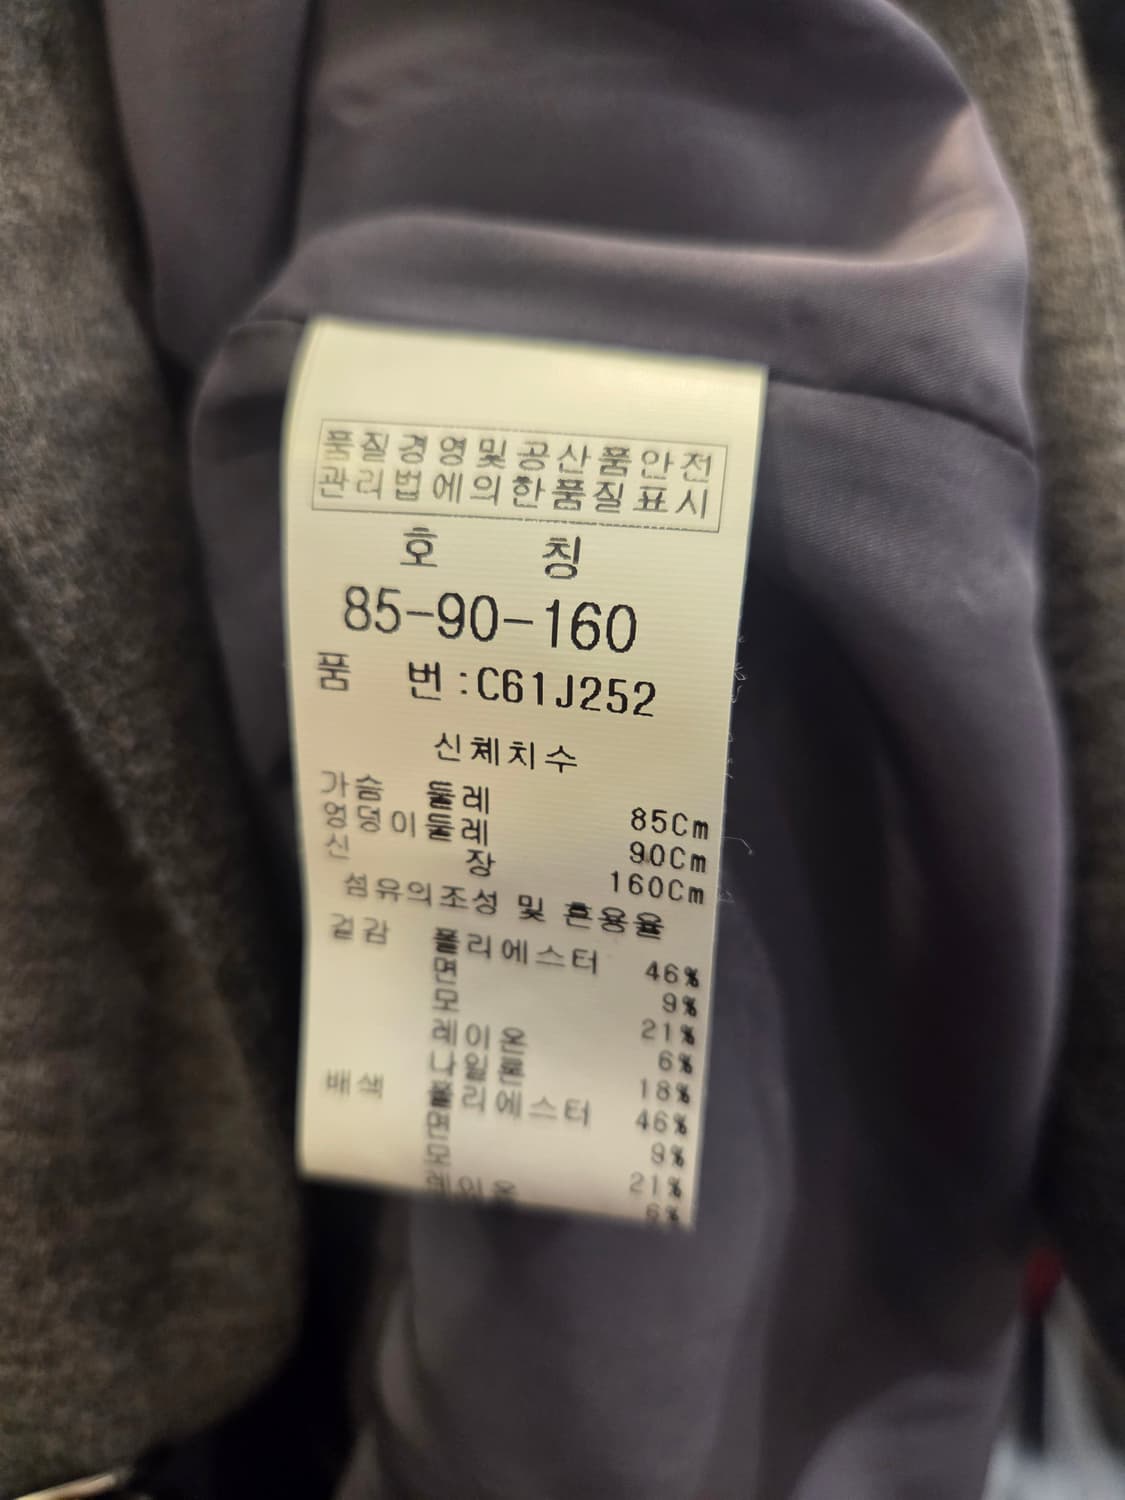 품질경영및공산품안전
관리법에의한품질표시
호 칭
85-90-160
품 번:C61J252
신체치수
가슴 둘레 85Cm
엉덩이둘레 90Cm
신 장 160Cm
섬유의조성 및 혼용율
겉감 폴리에스터 46%
면 9%
모 21%
레이온 6%
나일론 18%
배색 폴리에스터 46%
면 9%
모 21%
레이온 6%